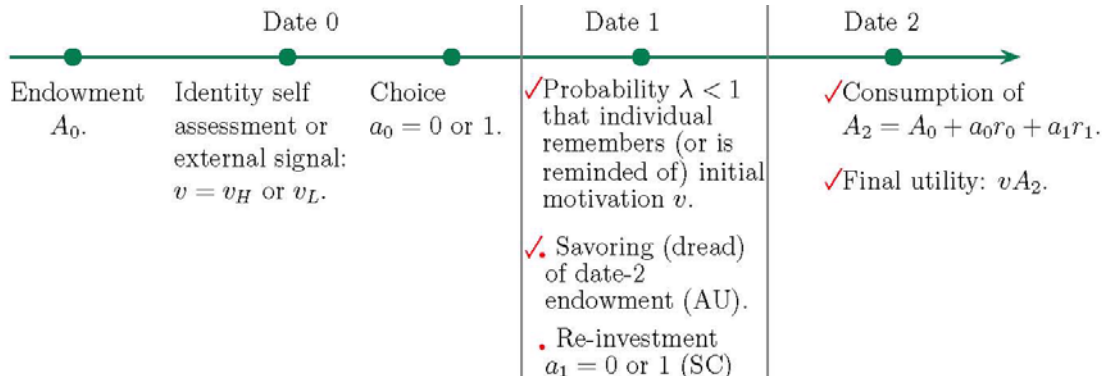 Date 0
Date 1
Date 2
Endowment
A₀.
Identity self
assessment or
external signal:
v = v_H or v_L.
Choice
a₀ = 0 or 1.
✓Probability λ < 1
that individual
remembers (or is
reminded of) initial
motivation v.
✓• Savoring (dread)
of date-2
endowment (AU).
• Re-investment
a₁ = 0 or 1 (SC)
✓Consumption of
A₂ = A₀ + a₀r₀ + a₁r₁.
✓Final utility: vA₂.